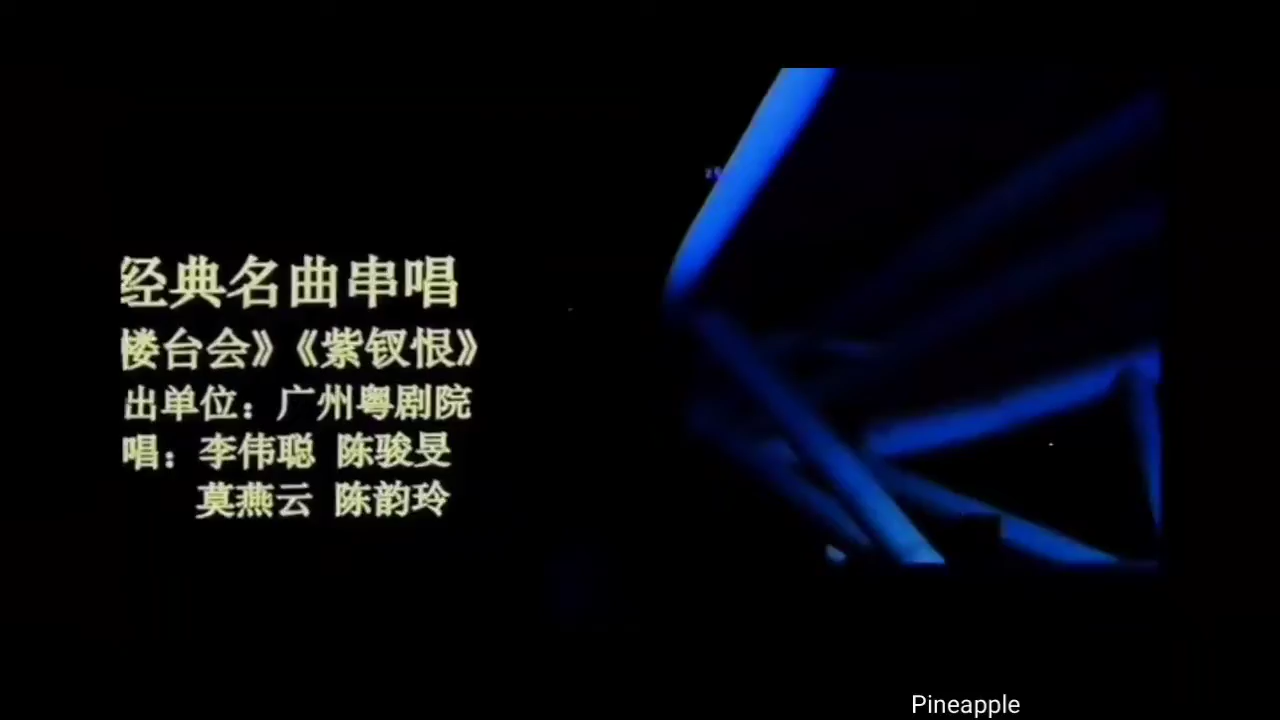 经典名曲串唱
楼台会》《紫钗恨》
出单位：广州粤剧院
唱：李伟聪 陈骏旻
莫燕云 陈韵玲
Pineapple